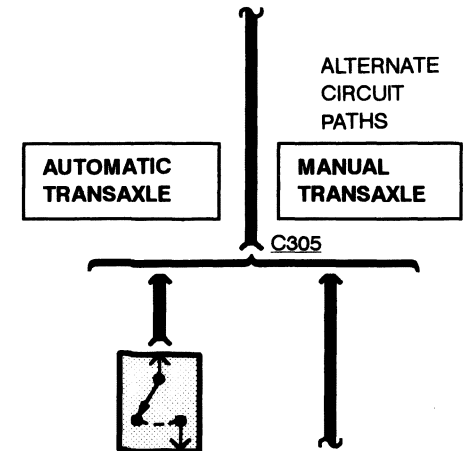 ALTERNATE
CIRCUIT
PATHS
AUTOMATIC
TRANSAXLE
MANUAL
TRANSAXLE
C305